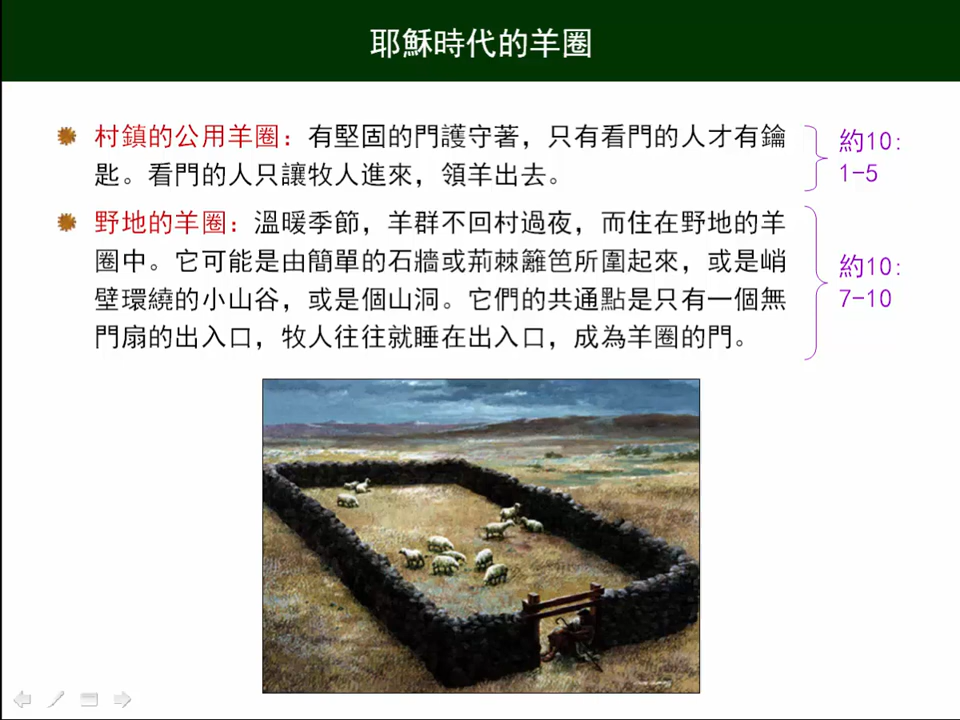 耶穌時代的羊圈
村鎮的公用羊圈：有堅固的門護守著，只有看門的人才有鑰
匙。看門的人只讓牧人進來，領羊出去。
約10:
1-5
野地的羊圈：溫暖季節，羊群不回村過夜，而住在野地的羊
圈中。它可能是由簡單的石牆或荊棘籬笆所圍起來，或是峭
壁環繞的小山谷，或是個山洞。它們的共通點是只有一個無
門扇的出入口，牧人往往就睡在出入口，成為羊圈的門。
約10:
7-10